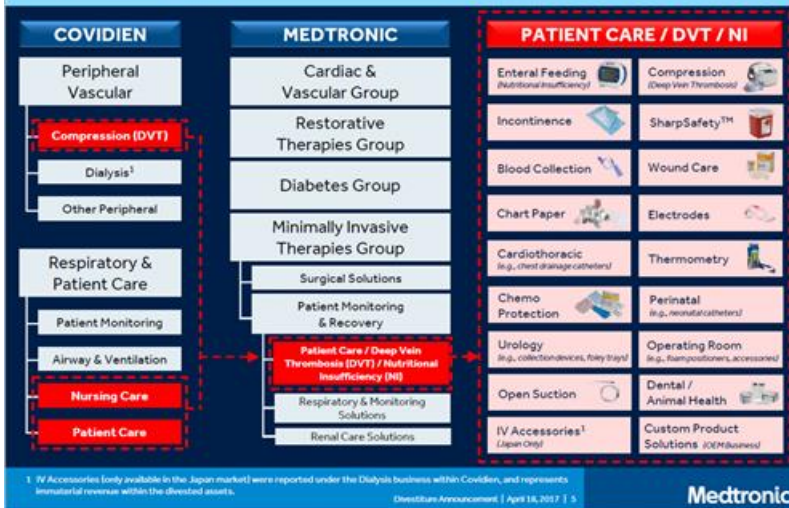 COVIDIEN
Peripheral
Vascular
Compression (DVT)
Dialysis¹
Other Peripheral
Respiratory &
Patient Care
Patient Monitoring
Airway & Ventilation
Nursing Care
Patient Care
MEDTRONIC
Cardiac &
Vascular Group
Restorative
Therapies Group
Diabetes Group
Minimally Invasive
Therapies Group
Surgical Solutions
Patient Monitoring
& Recovery
Patient Care / Deep Vein
Thrombosis (DVT) / Nutritional
Insufficiency (NI)
Respiratory & Monitoring
Solutions
Renal Care Solutions
PATIENT CARE / DVT / NI
Enteral Feeding
(Nutritional Insufficiency)
Compression
(Deep Vein Thrombosis)
Incontinence
SharpSafety™
Blood Collection
Wound Care
Chart Paper
Electrodes
Cardiothoracic
(e.g., chest drainage catheters)
Thermometry
Chemo
Protection
Perinatal
(e.g., neonatal catheters)
Urology
(e.g., collection devices, foley trays)
Operating Room
(e.g., foam positioners, accessories)
Open Suction
Dental /
Animal Health
IV Accessories¹
(Japan Only)
Custom Product
Solutions (OEM Business)
1 IV Accessories (only available in the Japan market) were reported under the Dialysis business within Covidien, and represents
immaterial revenue within the divested assets.
Divestiture Announcement | April 18, 2017 | 5
Medtronic